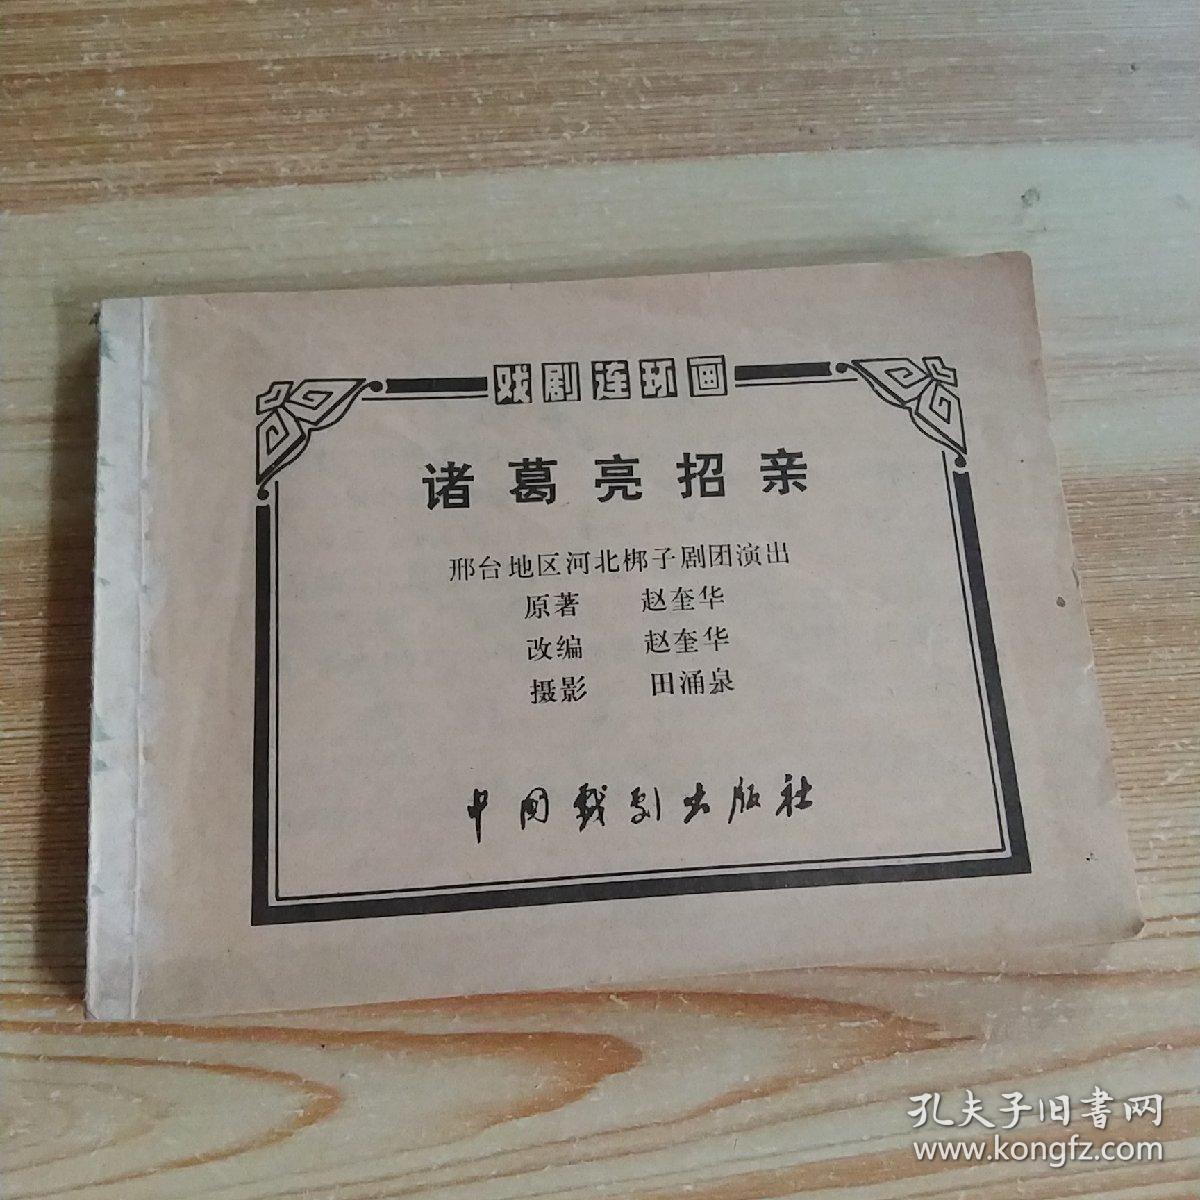 戏剧连环画
诸葛亮招亲
邢台地区河北梆子剧团演出
原著 赵奎华
改编 赵奎华
摄影 田涌泉
中国戏剧出版社
孔夫子旧書网
www.kongfz.com